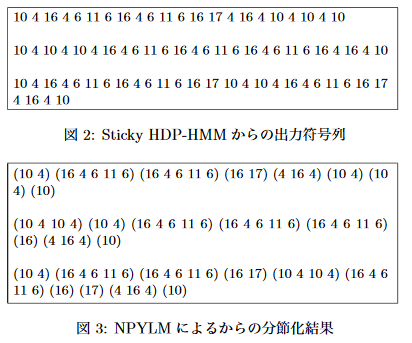 10 4 16 4 6 11 6 16 4 6 11 6 16 17 4 16 4 10 4 10 4 10
10 4 10 4 10 4 16 4 6 11 6 16 4 6 11 6 16 4 6 11 6 16 4 16 4 10
10 4 16 4 6 11 6 16 4 6 11 6 16 17 10 4 10 4 16 4 6 11 6 16 17
4 16 4 10
図 2: Sticky HDP-HMM からの出力符号列
(10 4) (16 4 6 11 6) (16 4 6 11 6) (16 17) (4 16 4) (10 4) (10
4) (10)
(10 4 10 4) (10 4) (16 4 6 11 6) (16 4 6 11 6) (16 4 6 11 6)
(16) (4 16 4) (10)
(10 4) (16 4 6 11 6) (16 4 6 11 6) (16 17) (10 4 10 4) (16 4 6
11 6) (16) (17) (4 16 4) (10)
図 3: NPYLM によるからの分節化結果